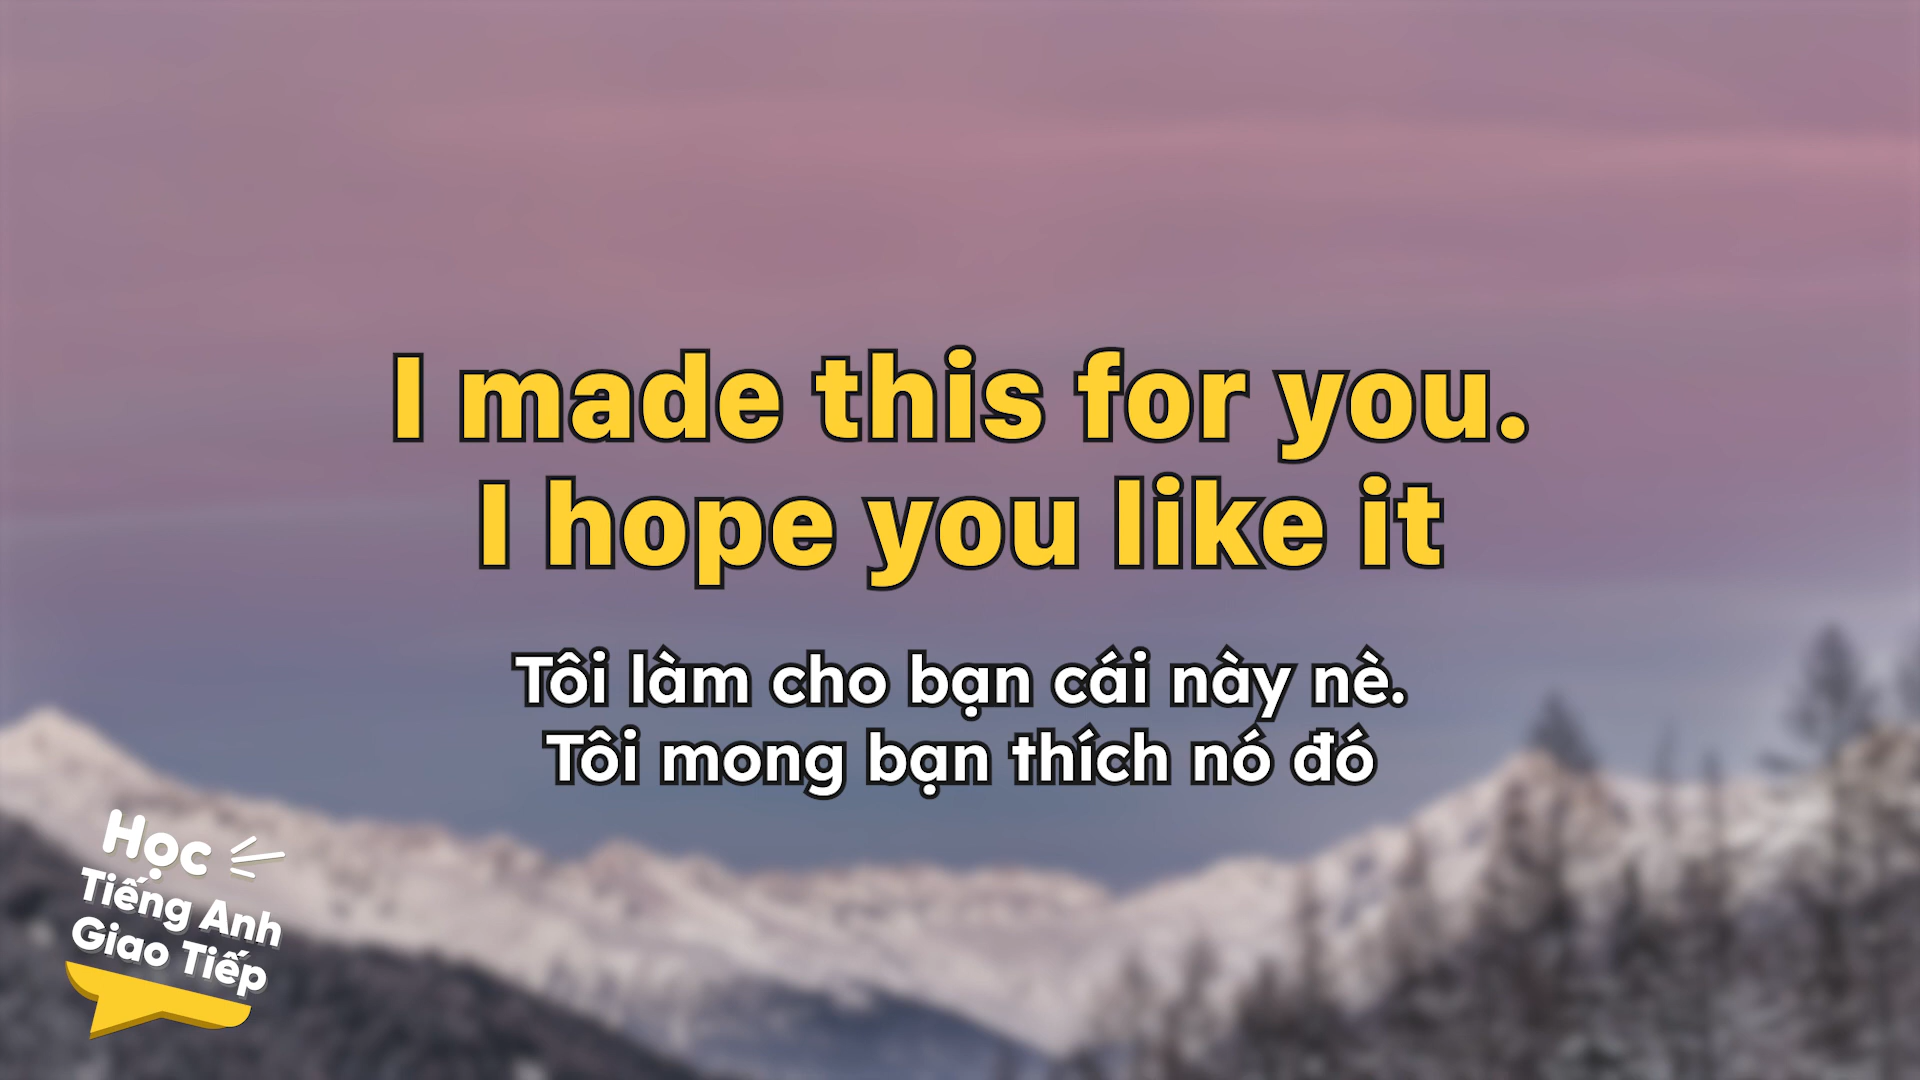 I made this for you.
I hope you like it
Tôi làm cho bạn cái này nè.
Tôi mong bạn thích nó đó
Học
Tiếng Anh
Giao Tiếp